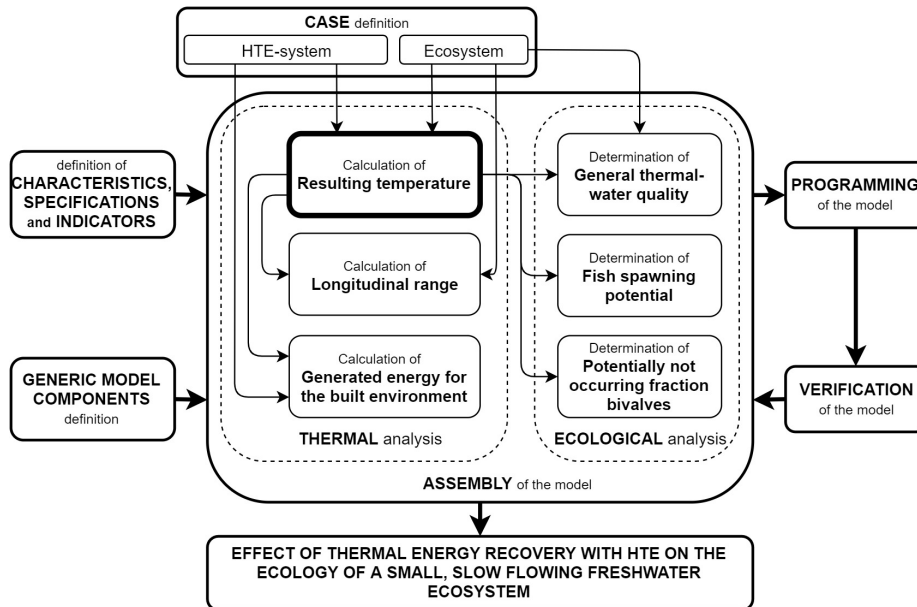 CASE definition
HTE-system
Ecosystem
definition of
CHARACTERISTICS,
SPECIFICATIONS
and INDICATORS
GENERIC MODEL
COMPONENTS
definition
Calculation of
Resulting temperature
Calculation of
Longitudinal range
Calculation of
Generated energy for
the built environment
THERMAL analysis
Determination of
General thermal-
water quality
Determination of
Fish spawning
potential
Determination of
Potentially not
occurring fraction
bivalves
ECOLOGICAL analysis
ASSEMBLY of the model
PROGRAMMING
of the model
VERIFICATION
of the model
EFFECT OF THERMAL ENERGY RECOVERY WITH HTE ON THE
ECOLOGY OF A SMALL, SLOW FLOWING FRESHWATER
ECOSYSTEM